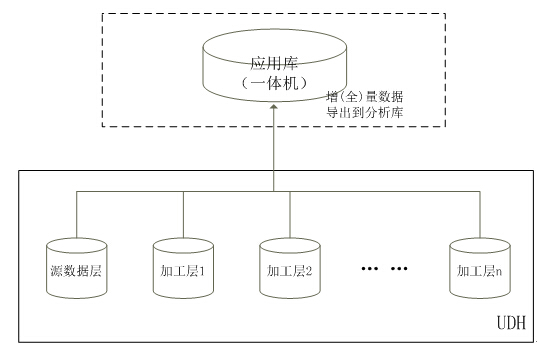 应用库
（一体机）
增(全)量数据
导出到分析库
源数据层
加工层1
加工层2
… …
加工层n
UDH